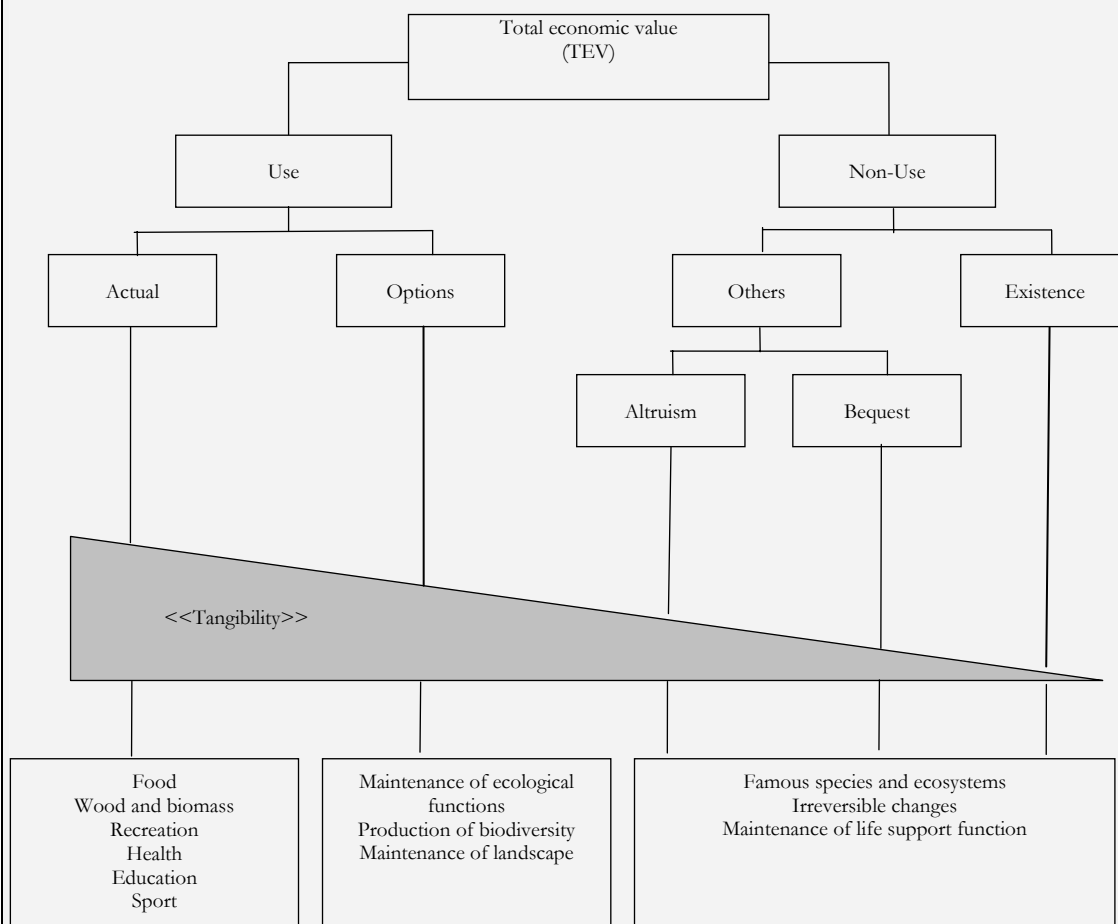 Total economic value
(TEV)
Use
Non-Use
Actual
Options
Others
Existence
Altruism
Bequest
<<Tangibility>>
Food
Wood and biomass
Recreation
Health
Education
Sport
Maintenance of ecological
functions
Production of biodiversity
Maintenance of landscape
Famous species and ecosystems
Irreversible changes
Maintenance of life support function